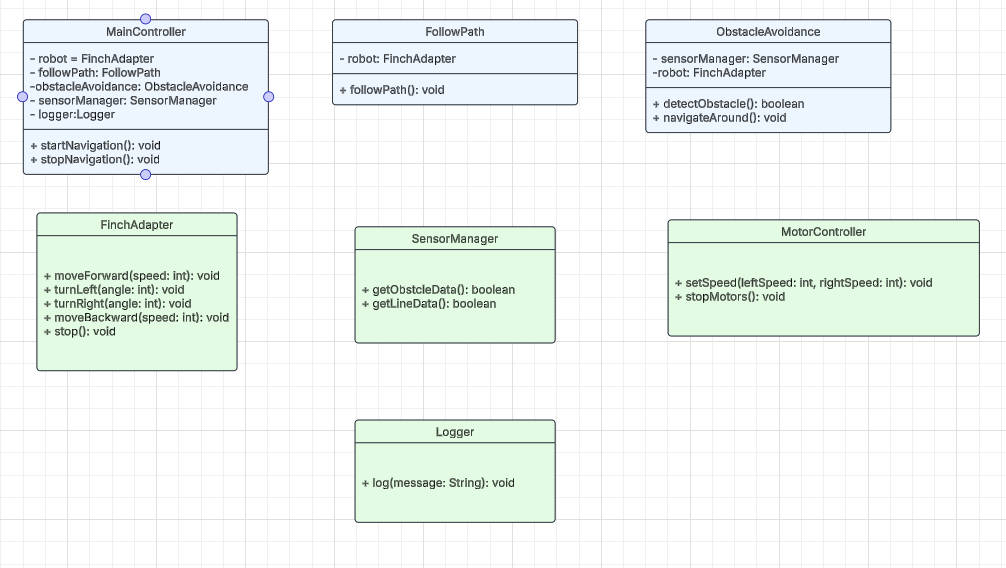 MainController
- robot = FinchAdapter
- followPath: FollowPath
-obstacleAvoidance: ObstacleAvoidance
- sensorManager: SensorManager
- logger:Logger
+ startNavigation(): void
+ stopNavigation(): void
FollowPath
- robot: FinchAdapter
+ followPath(): void
ObstacleAvoidance
- sensorManager: SensorManager
-robot: FinchAdapter
+ detectObstacle(): boolean
+ navigateAround(): void
FinchAdapter
+ moveForward(speed: int): void
+ turnLeft(angle: int): void
+ turnRight(angle: int): void
+ moveBackward(speed: int): void
+ stop(): void
SensorManager
+ getObstcleData(): boolean
+ getLineData(): boolean
MotorController
+ setSpeed(leftSpeed: int, rightSpeed: int): void
+ stopMotors(): void
Logger
+ log(message: String): void